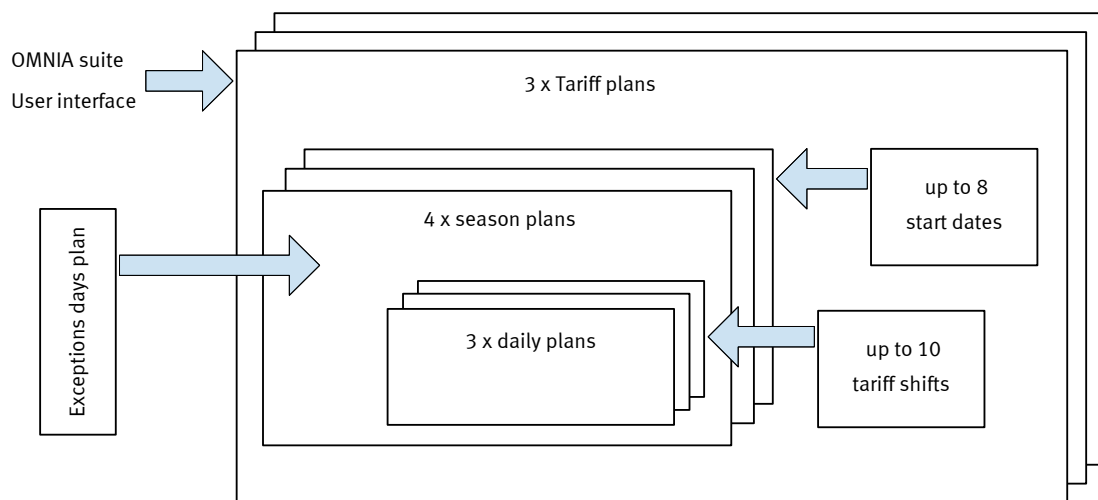 OMNIA suite
User interface
3 x Tariff plans
up to 8
start dates
4 x season plans
Exceptions days plan
3 x daily plans
up to 10
tariff shifts